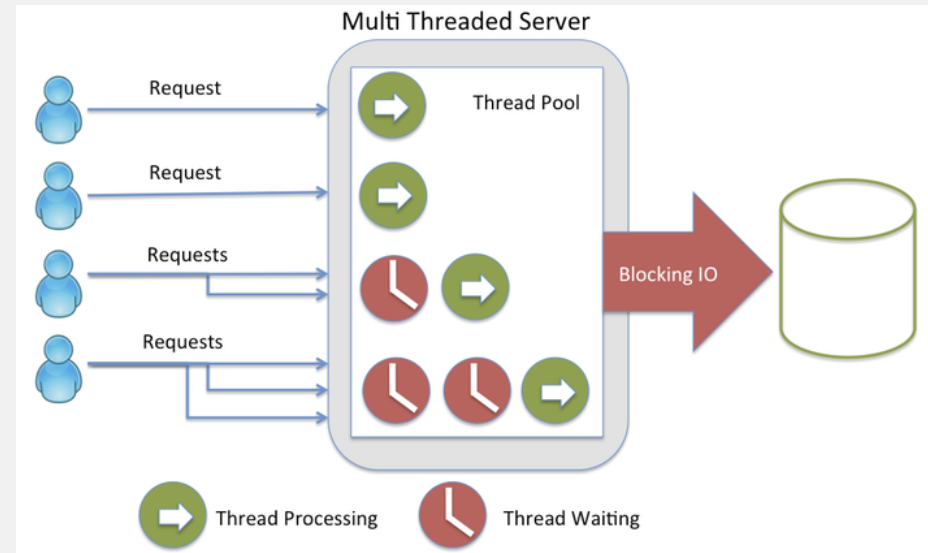 Multi Threaded Server
Request
Thread Pool
Request
Requests
Blocking IO
Requests
Thread Processing
Thread Waiting